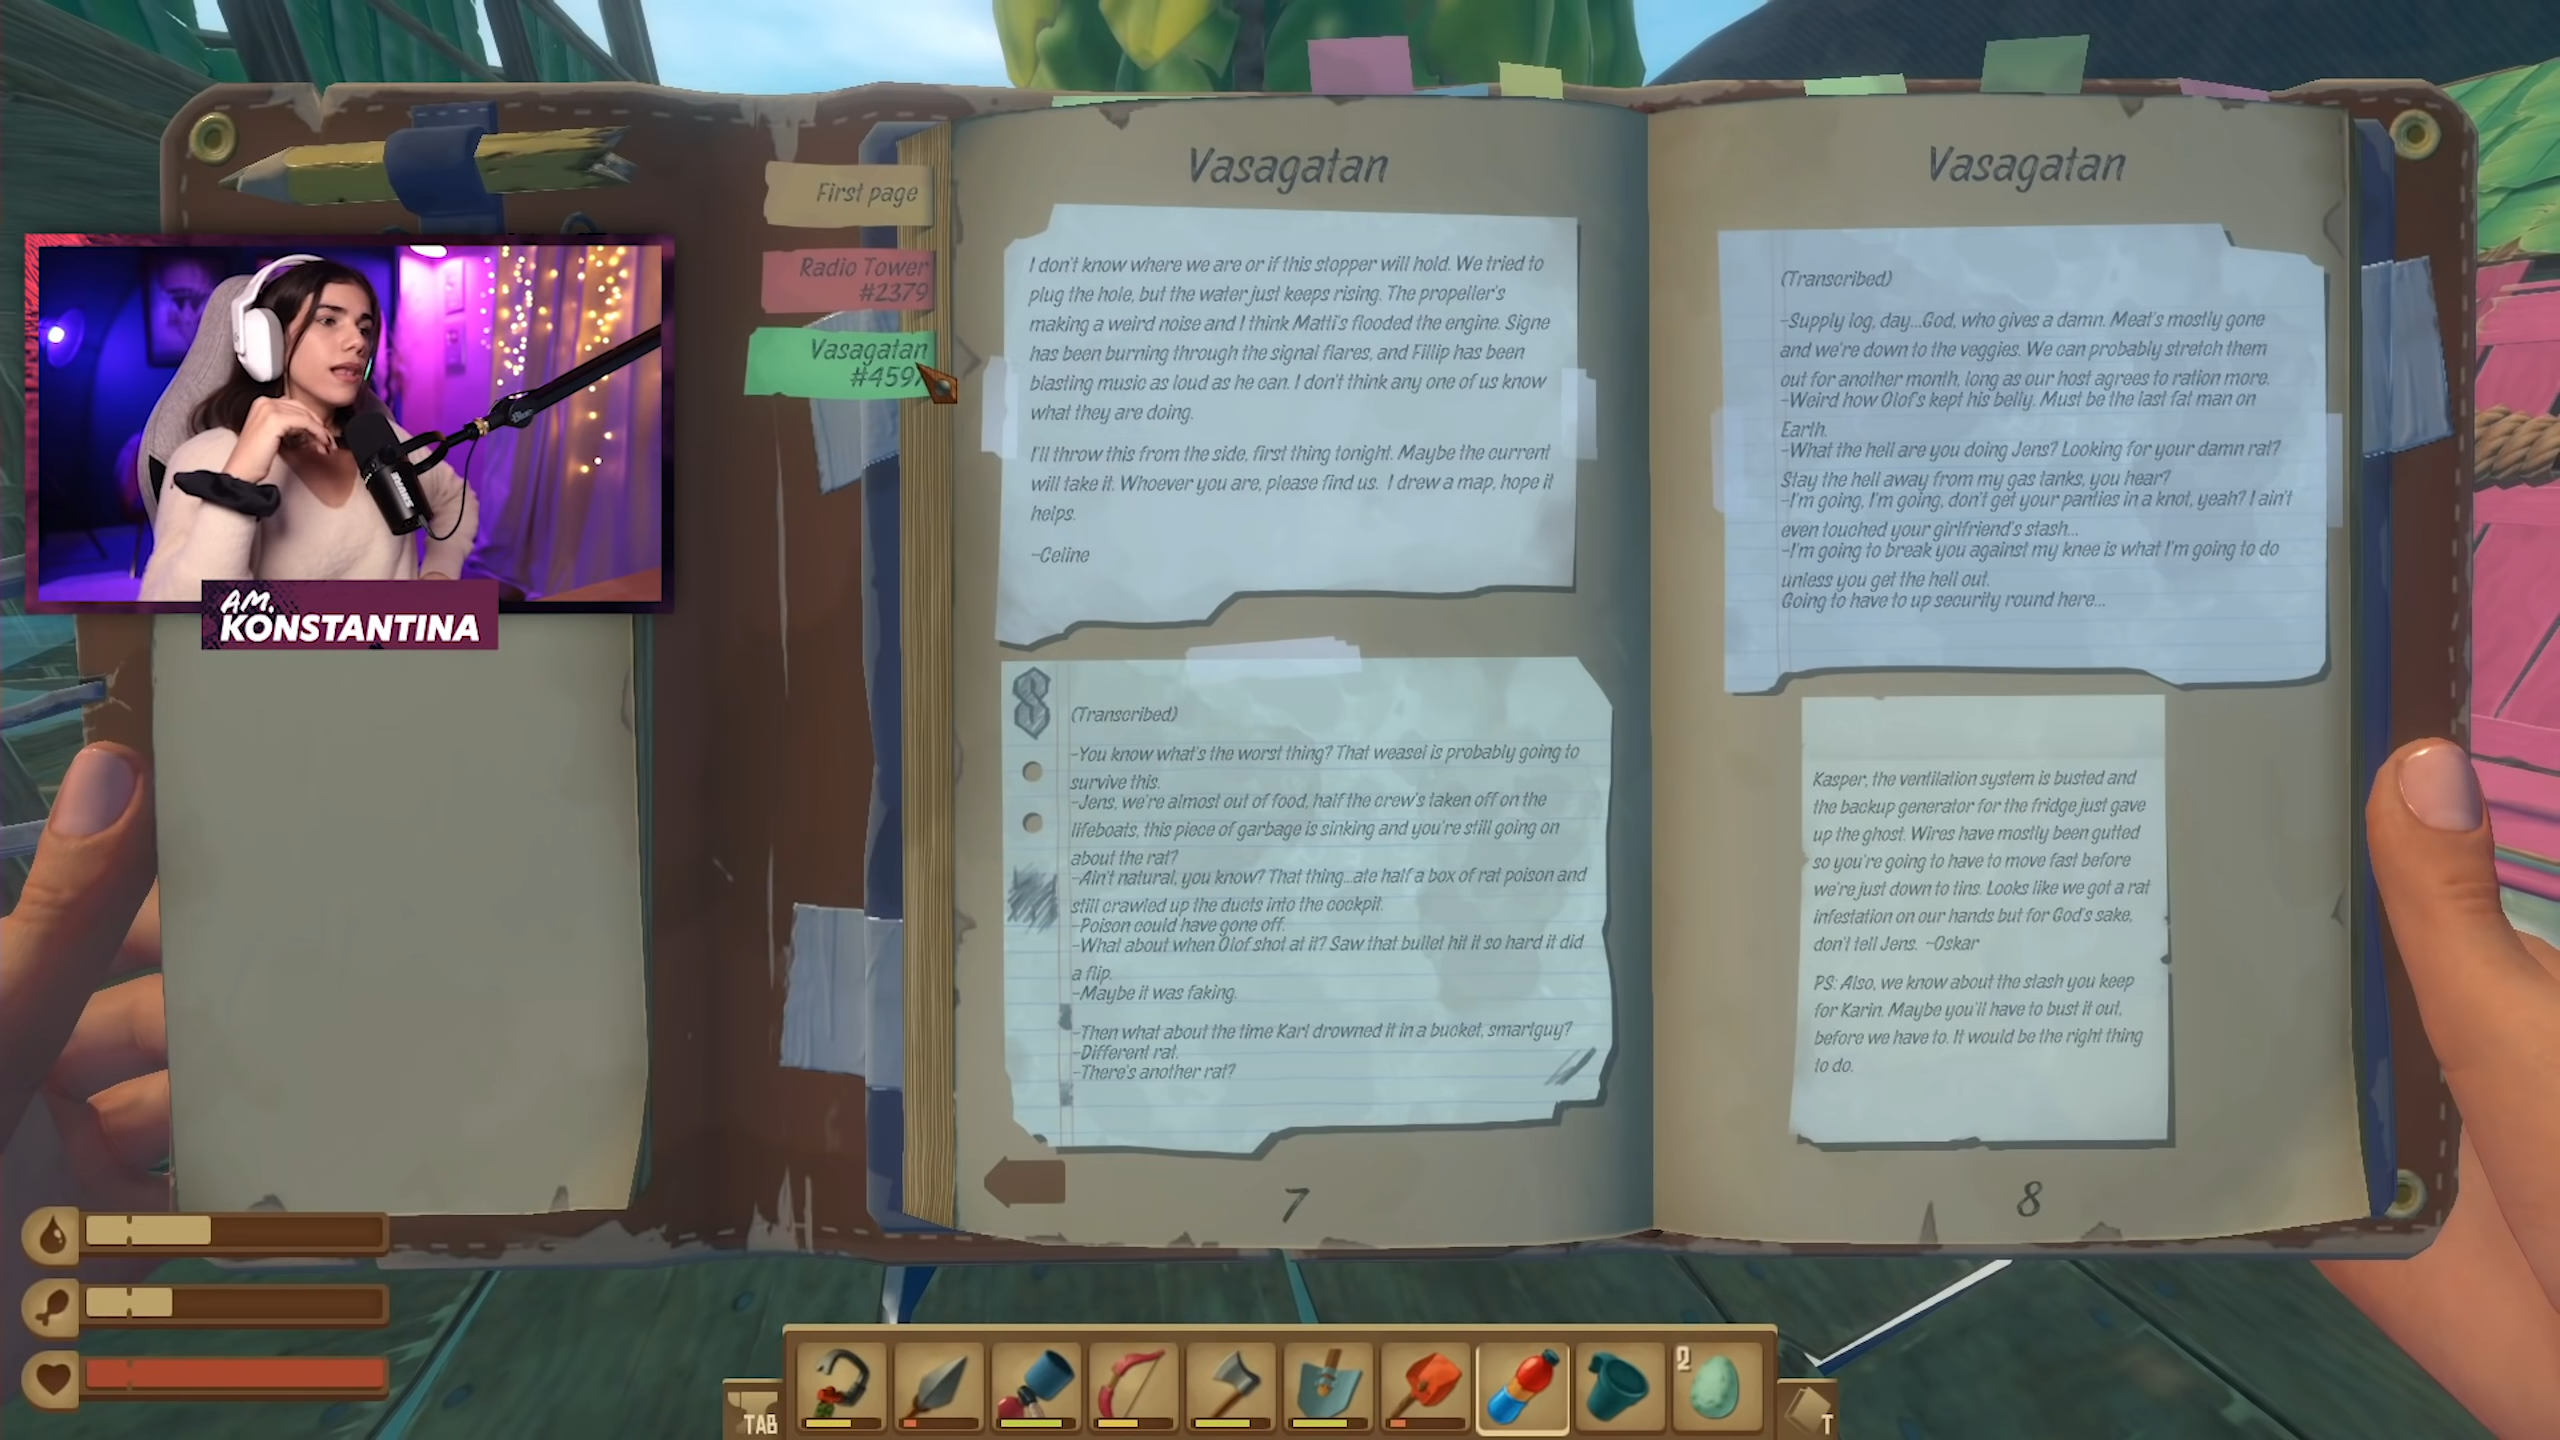 First page
Radio Tower
#2379
Vasagatan
#4597
AM.
KONSTANTINA
Vasagatan
I don't know where we are or if this stopper will hold. We tried to
plug the hole, but the water just keeps rising. The propeller's
making a weird noise and I think Matti's flooded the engine. Signe
has been burning through the signal flares, and Fillip has been
blasting music as loud as he can. I don't think any one of us know
what they are doing.
I'll throw this from the side, first thing tonight. Maybe the current
will take it. Whoever you are, please find us. I drew a map, hope it
helps.
-Celine
8
(Transcribed)
-You know what's the worst thing? That weasel is probably going to
survive this.
-Jens, we're almost out of food, half the crew's taken off on the
lifeboats, this piece of garbage is sinking and you're still going on
about the rat?
-Ain't natural, you know? That thing...ate half a box of rat poison and
still crawled up the ducts into the cockpit.
-Poison could have gone off.
-What about when Olof shot at it? Saw that bullet hit it so hard it did
a flip.
-Maybe it was faking.
-Then what about the time Karl drowned it in a bucket, smartguy?
-Different rat.
-There's another rat?
7
Vasagatan
(Transcribed)
-Supply log, day...God, who gives a damn. Meat's mostly gone
and we're down to the veggies. We can probably stretch them
out for another month, long as our host agrees to ration more.
-Weird how Olof's kept his belly. Must be the last fat man on
Earth.
-What the hell are you doing Jens? Looking for your damn rat?
Stay the hell away from my gas tanks, you hear?
-I'm going, I'm going, don't get your panties in a knot, yeah? I ain't
even touched your girlfriend's stash...
-I'm going to break you against my knee is what I'm going to do
unless you get the hell out.
Going to have to up security round here...
Kasper, the ventilation system is busted and
the backup generator for the fridge just gave
up the ghost. Wires have mostly been gutted
so you're going to have to move fast before
we're just down to tins. Looks like we got a rat
infestation on our hands but for God's sake,
don't tell Jens. -Oskar
PS: Also, we know about the stash you keep
for Karin. Maybe you'll have to bust it out,
before we have to. It would be the right thing
to do.
8
TAB
2
T